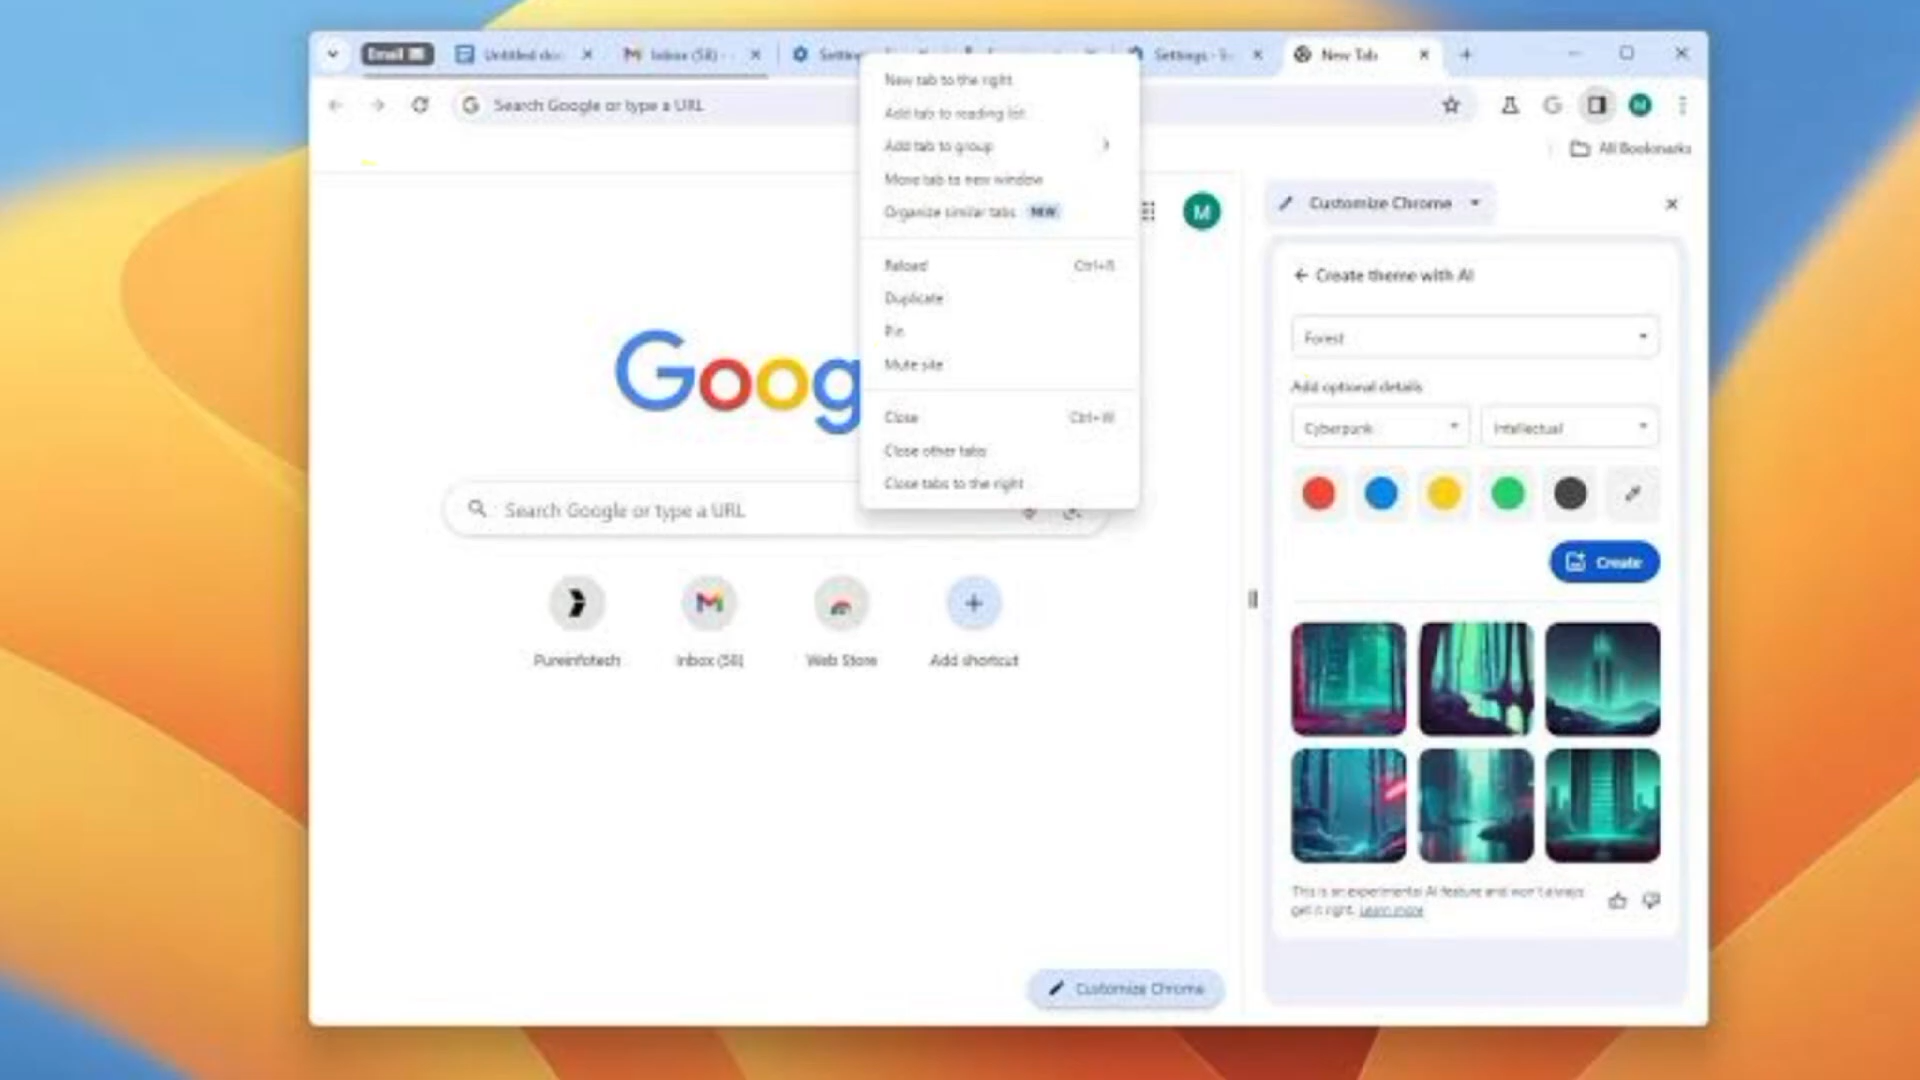 Email
Untitled doc
Inbox (58) -
Settings - S
New Tab
Search Google or type a URL
All Bookmarks
New tab to the right
Add tab to reading list
Add tab to group
Move tab to new window
Organize similar tabs NEW
Reload Ctrl+R
Duplicate
Pin
Mute site
Close Ctrl+W
Close other tabs
Close tabs to the right
M
Goog
Search Google or type a URL
Pureinfotech
Inbox (58)
Web Store
Add shortcut
Customize Chrome
Customize Chrome
Create theme with AI
Forest
Add optional details
Cyberpunk
Intellectual
Create
This is an experimental AI feature and won't always
get it right. Learn more